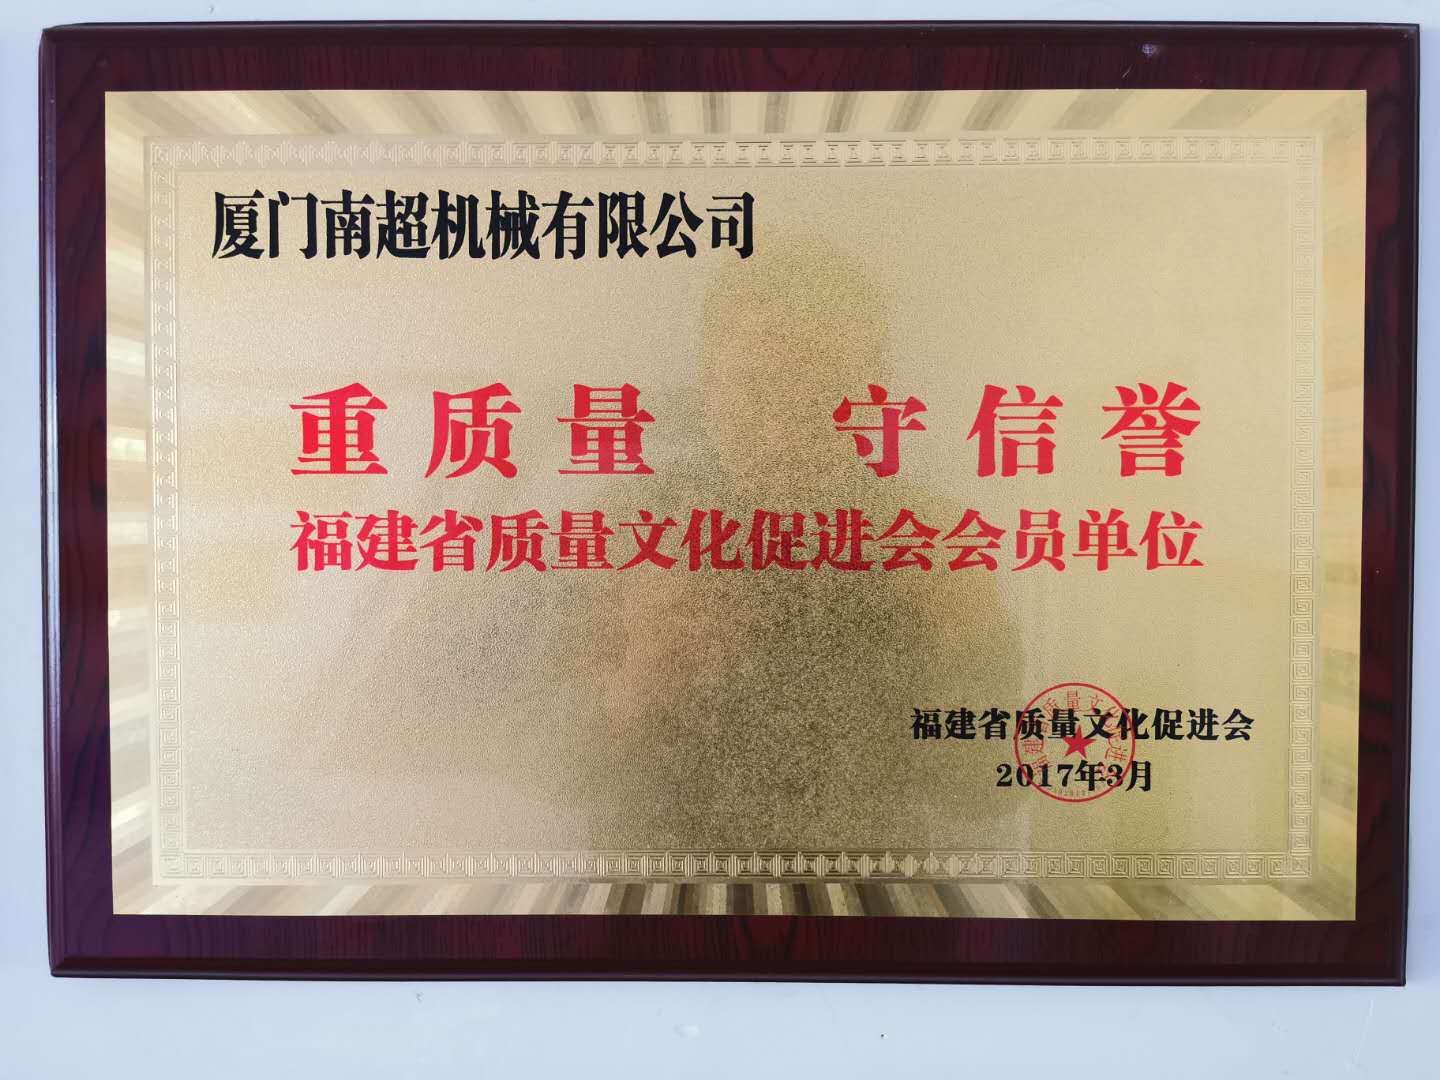 厦门南超机械有限公司
重质量 守信誉
福建省质量文化促进会会员单位
福建省质量文化促进会
2017年3月